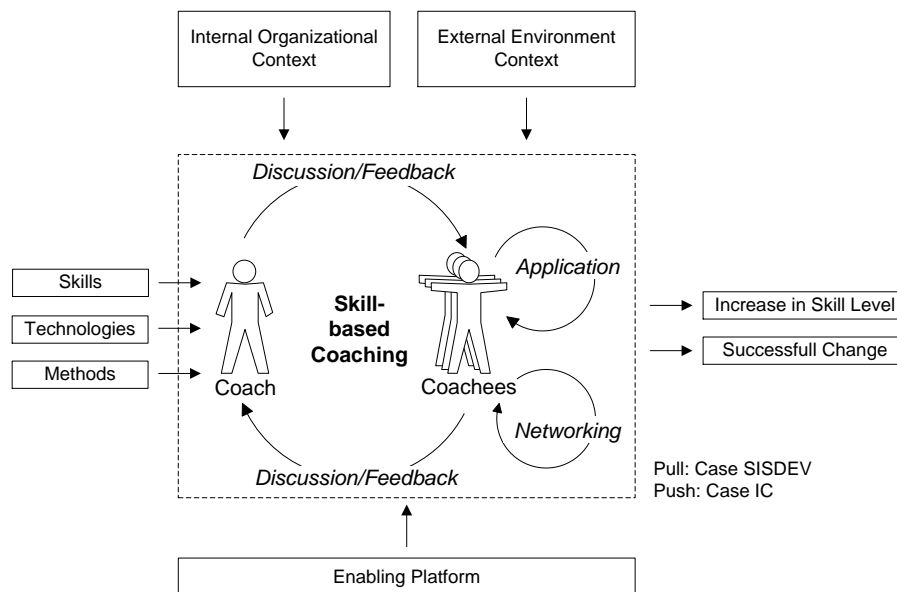 Internal Organizational
Context
External Environment
Context
Discussion/Feedback
Application
Skills
Technologies
Methods
Skill-
based
Coaching
Increase in Skill Level
Successfull Change
Coach
Coachees
Networking
Discussion/Feedback
Pull: Case SISDEV
Push: Case IC
Enabling Platform